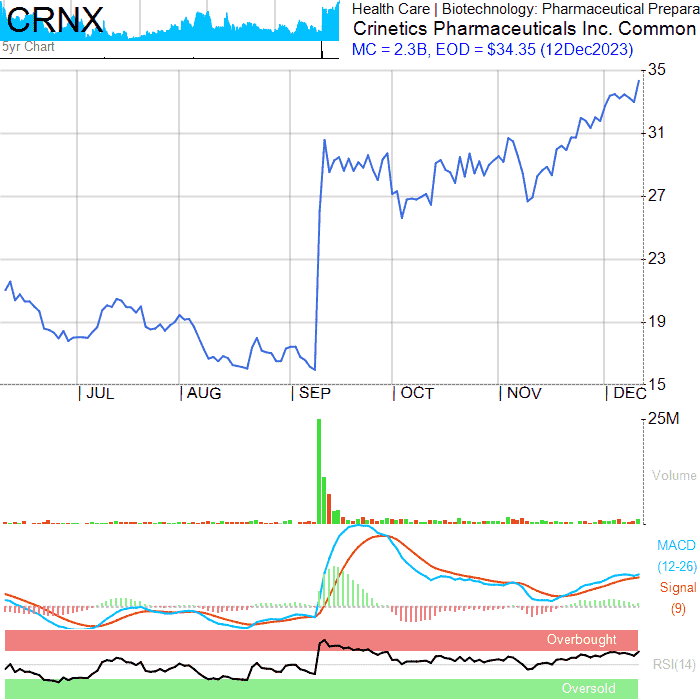 CRNX
5yr Chart
Health Care | Biotechnology: Pharmaceutical Prepara
Crinetics Pharmaceuticals Inc. Common
MC = 2.3B, EOD = $34.35 (12Dec2023)
35
31
27
23
19
15
| JUL | AUG | SEP | OCT | NOV | DEC
25M
Volume
MACD
(12-26)
Signal
(9)
Overbought
RSI(14)
Oversold